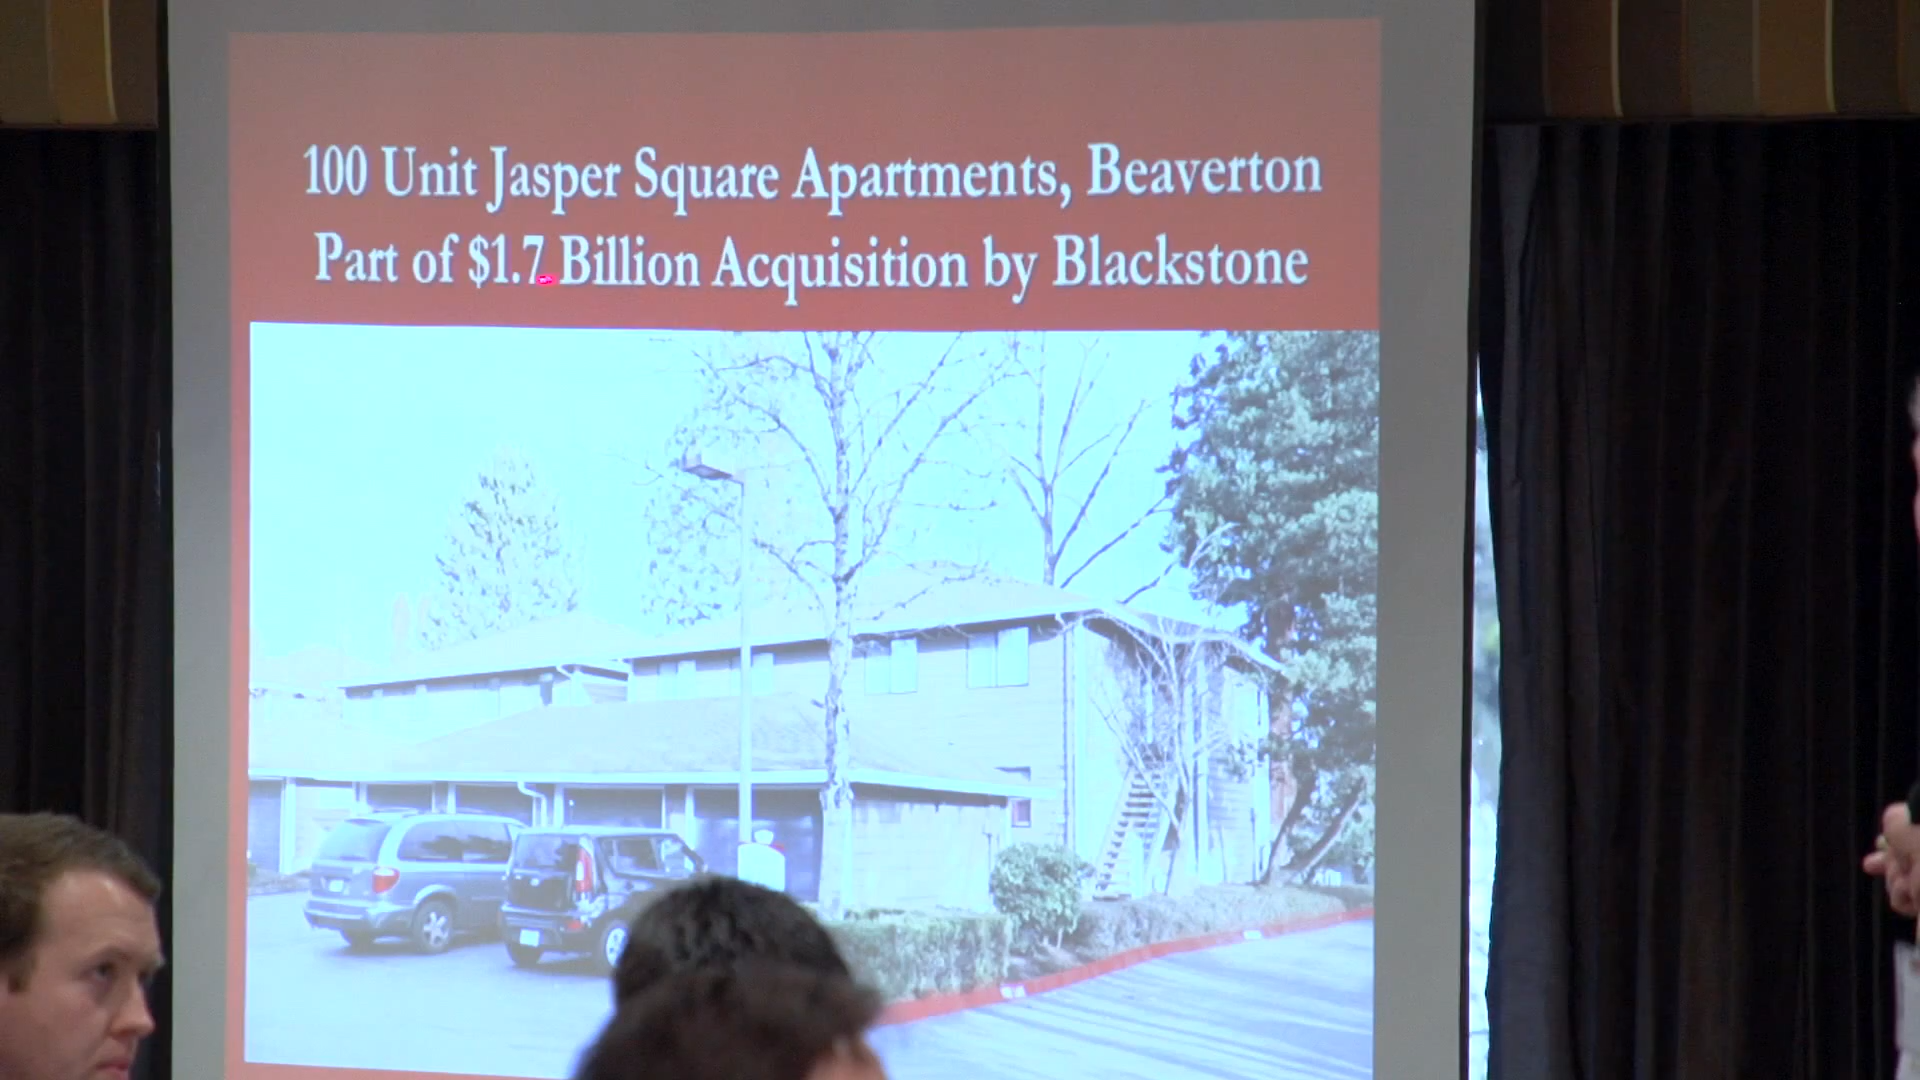 100 Unit Jasper Square Apartments, Beaverton
Part of $1.7 Billion Acquisition by Blackstone